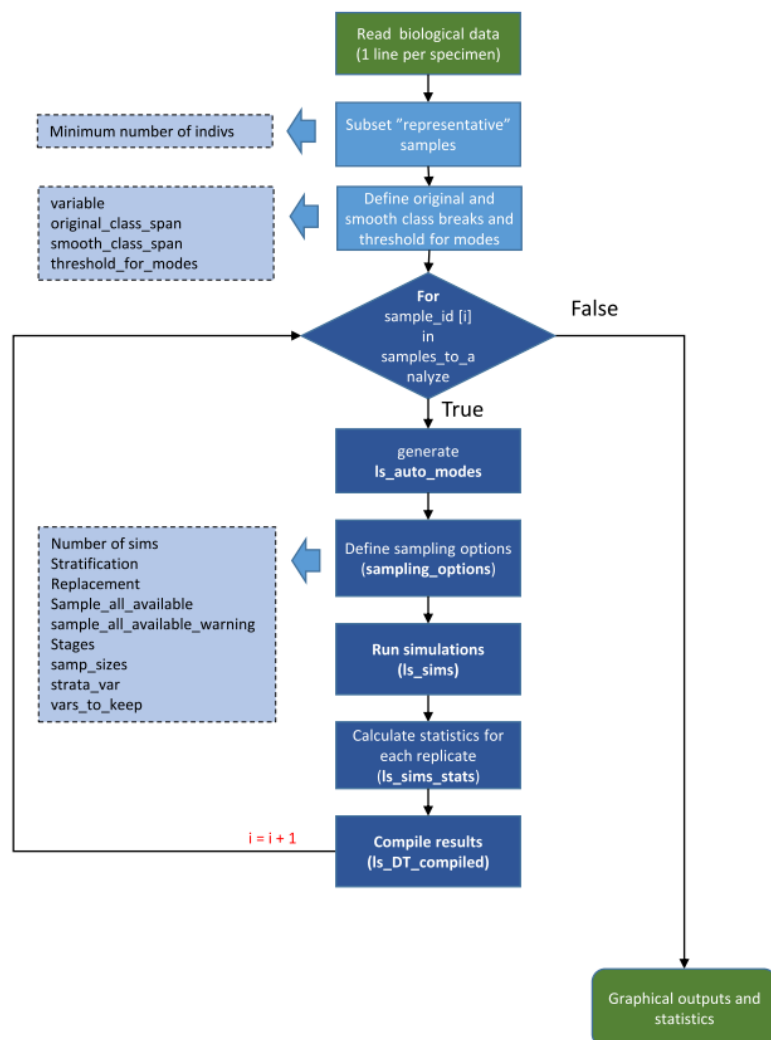 Read biological data
(1 line per specimen)
Minimum number of indivs
Subset "representative"
samples
variable
original_class_span
smooth_class_span
threshold_for_modes
Define original and
smooth class breaks and
threshold for modes
For
sample_id [i]
in
samples_to_a
nalyze
False
True
generate
ls_auto_modes
Number of sims
Stratification
Replacement
Sample_all_available
sample_all_available_warning
Stages
samp_sizes
strata_var
vars_to_keep
Define sampling options
(sampling_options)
Run simulations
(ls_sims)
Calculate statistics for
each replicate
(ls_sims_stats)
i = i + 1
Compile results
(ls_DT_compiled)
Graphical outputs and
statistics